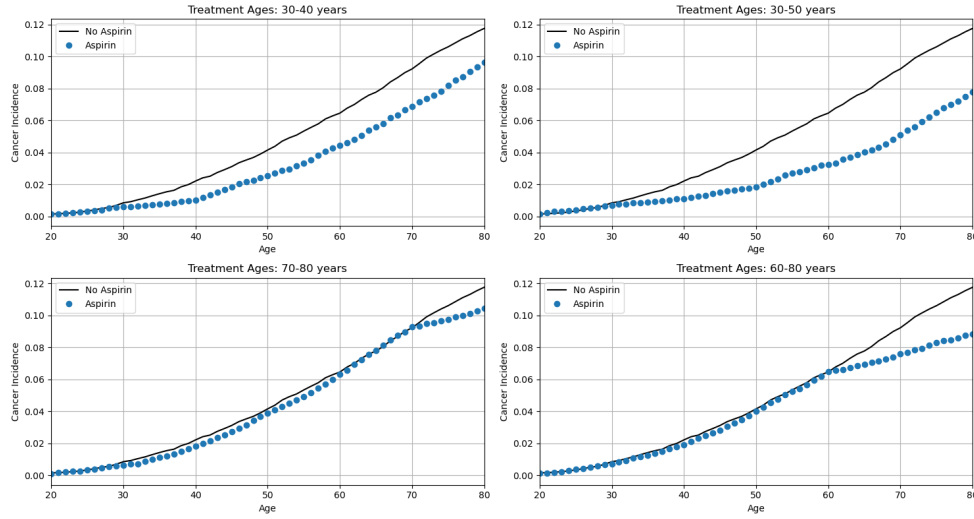 Treatment Ages: 30-40 years
No Aspirin
Aspirin
Cancer Incidence
0.12
0.10
0.08
0.06
0.04
0.02
0.00
20 30 40 50 60 70 80
Age
Treatment Ages: 30-50 years
No Aspirin
Aspirin
Cancer Incidence
0.12
0.10
0.08
0.06
0.04
0.02
0.00
20 30 40 50 60 70 80
Age
Treatment Ages: 70-80 years
No Aspirin
Aspirin
Cancer Incidence
0.12
0.10
0.08
0.06
0.04
0.02
0.00
20 30 40 50 60 70 80
Age
Treatment Ages: 60-80 years
No Aspirin
Aspirin
Cancer Incidence
0.12
0.10
0.08
0.06
0.04
0.02
0.00
20 30 40 50 60 70 80
Age